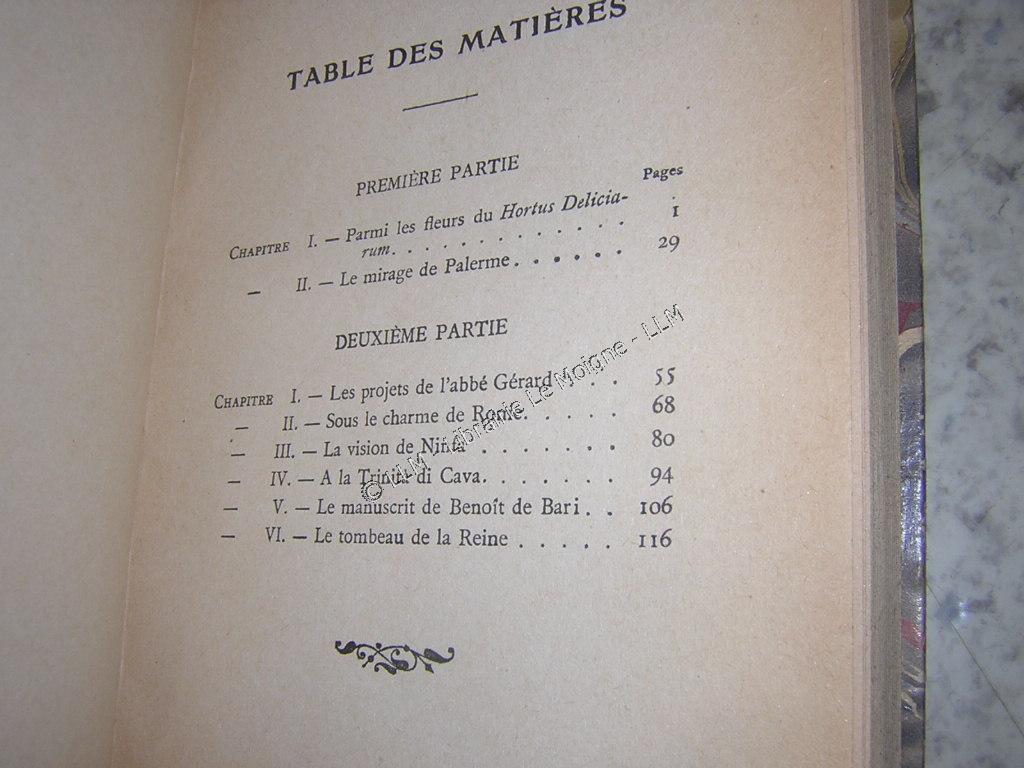 TABLE DES MATIÈRES
PREMIÈRE PARTIE
Pages
CHAPITRE I. — Parmi les fleurs du Hortus Delicia-
rum. . . . . . . . . . . . . 1
— II. — Le mirage de Palerme. . . . . . 29
DEUXIÈME PARTIE
CHAPITRE I. — Les projets de l'abbé Gérard . . . 55
— II. — Sous le charme de Rome. . . . . 68
— III. — La vision de Ninfa . . . . . . . 80
— IV. — A la Trinita di Cava. . . . . . . 94
— V. — Le manuscrit de Benoît de Bari. . 106
— VI. — Le tombeau de la Reine . . . . . 116
© LLM - Librairie Le Moigne - LLM